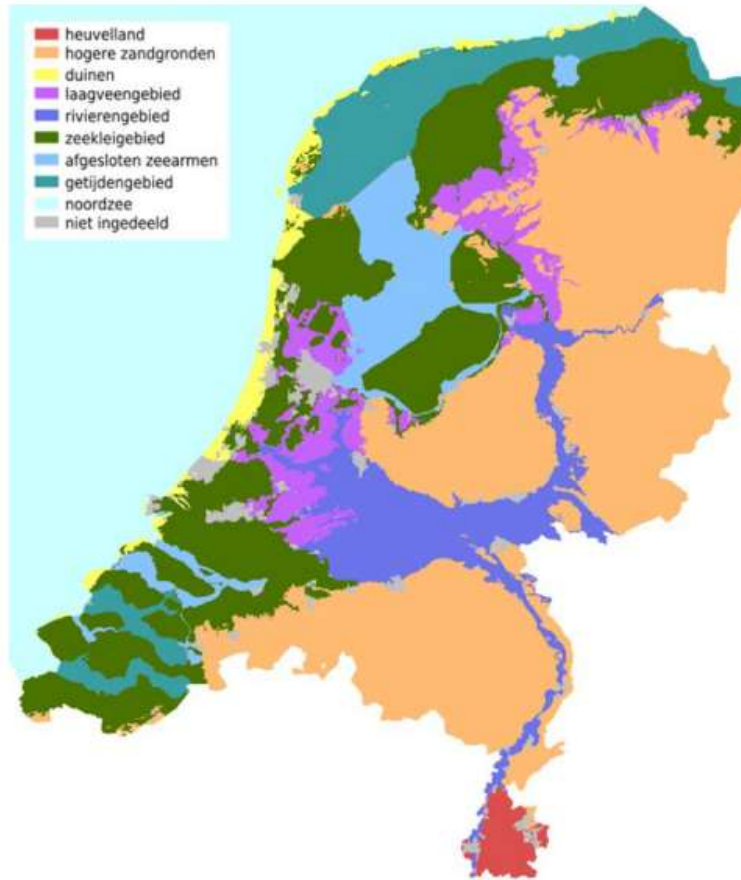 heuvelland
hogere zandgronden
duinen
laagveengebied
rivierengebied
zeekleigebied
afgesloten zeearmen
getijdengebied
noordzee
niet ingedeeld